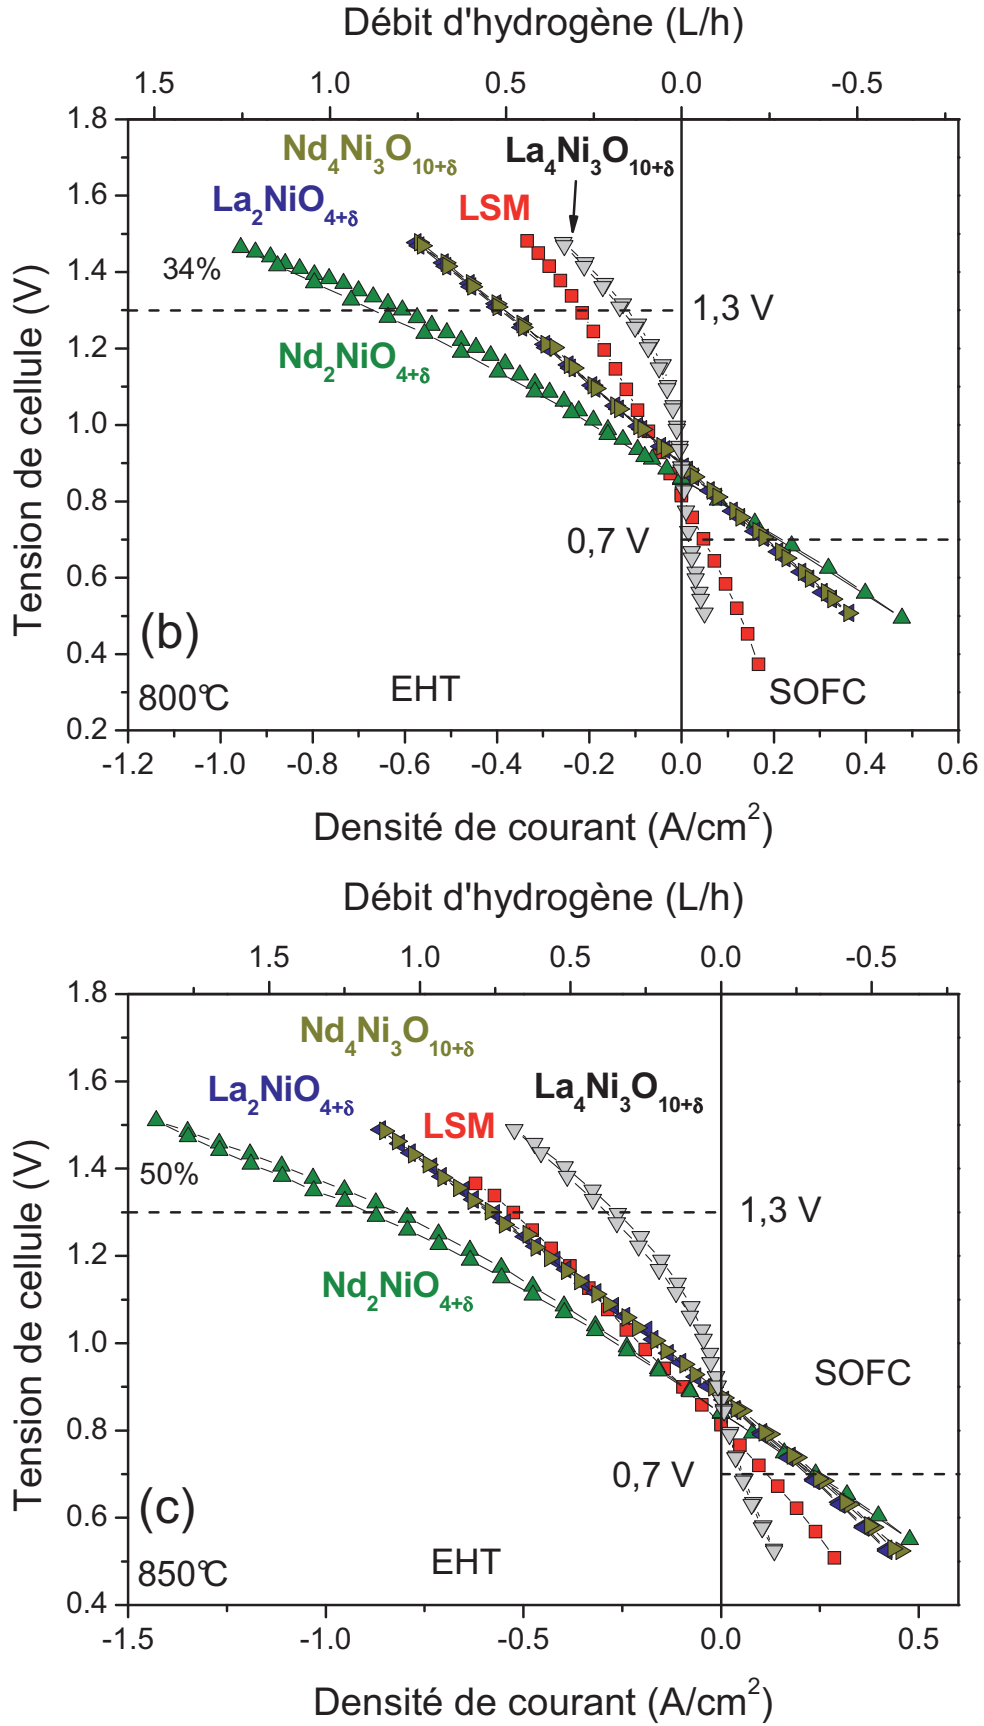 Débit d'hydrogène (L/h)
1.5 1.0 0.5 0.0 -0.5
1.8
1.6
1.4
1.2
1.0
0.8
0.6
0.4
0.2
Tension de cellule (V)
Nd₄Ni₃O₁₀₊δ
La₄Ni₃O₁₀₊δ
La₂NiO₄₊δ
LSM
34%
1,3 V
Nd₂NiO₄₊δ
0,7 V
(b)
800°C
EHT
SOFC
-1.2 -1.0 -0.8 -0.6 -0.4 -0.2 0.0 0.2 0.4 0.6
Densité de courant (A/cm²)
Débit d'hydrogène (L/h)
1.5 1.0 0.5 0.0 -0.5
1.8
1.6
1.4
1.2
1.0
0.8
0.6
0.4
Tension de cellule (V)
Nd₄Ni₃O₁₀₊δ
La₂NiO₄₊δ
La₄Ni₃O₁₀₊δ
LSM
50%
1,3 V
Nd₂NiO₄₊δ
SOFC
0,7 V
(c)
850°C
EHT
-1.5 -1.0 -0.5 0.0 0.5
Densité de courant (A/cm²)